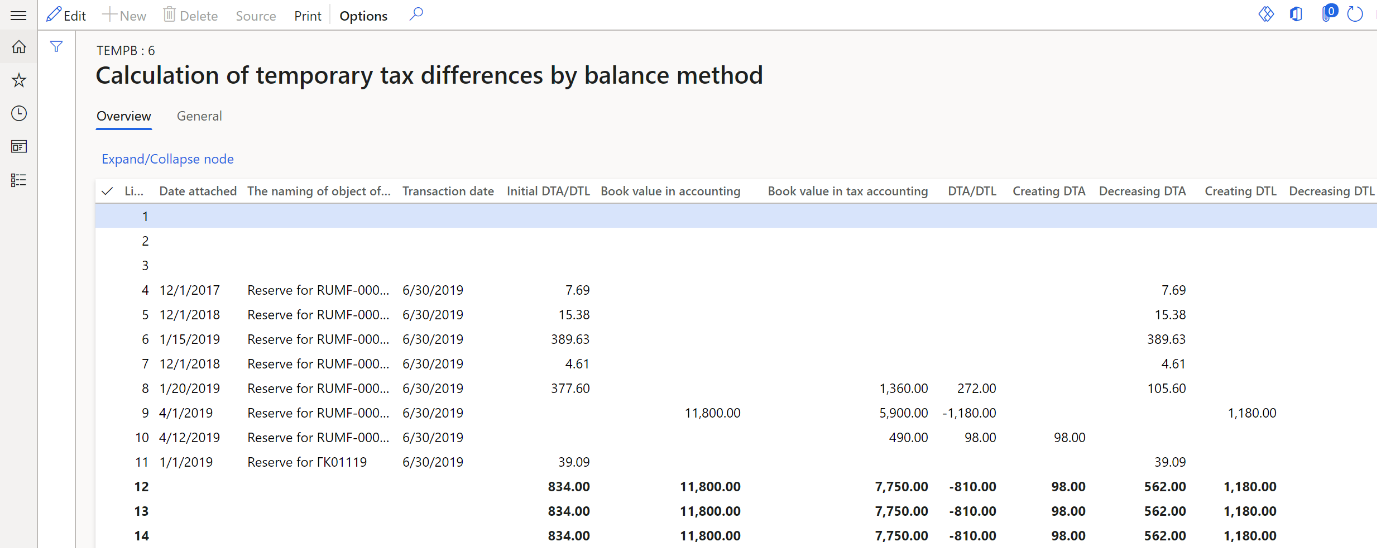 Edit New Delete Source Print Options 0
TEMPB : 6
Calculation of temporary tax differences by balance method
Overview General
Expand/Collapse node
Li... Date attached The naming of object of... Transaction date Initial DTA/DTL Book value in accounting Book value in tax accounting DTA/DTL Creating DTA Decreasing DTA Creating DTL Decreasing DTL
1
2
3
4 12/1/2017 Reserve for RUMF-000... 6/30/2019 7.69 7.69
5 12/1/2018 Reserve for RUMF-000... 6/30/2019 15.38 15.38
6 1/15/2019 Reserve for RUMF-000... 6/30/2019 389.63 389.63
7 12/1/2018 Reserve for RUMF-000... 6/30/2019 4.61 4.61
8 1/20/2019 Reserve for RUMF-000... 6/30/2019 377.60 1,360.00 272.00 105.60
9 4/1/2019 Reserve for RUMF-000... 6/30/2019 11,800.00 5,900.00 -1,180.00 1,180.00
10 4/12/2019 Reserve for RUMF-000... 6/30/2019 490.00 98.00 98.00
11 1/1/2019 Reserve for ГК01119 6/30/2019 39.09 39.09
12 834.00 11,800.00 7,750.00 -810.00 98.00 562.00 1,180.00
13 834.00 11,800.00 7,750.00 -810.00 98.00 562.00 1,180.00
14 834.00 11,800.00 7,750.00 -810.00 98.00 562.00 1,180.00